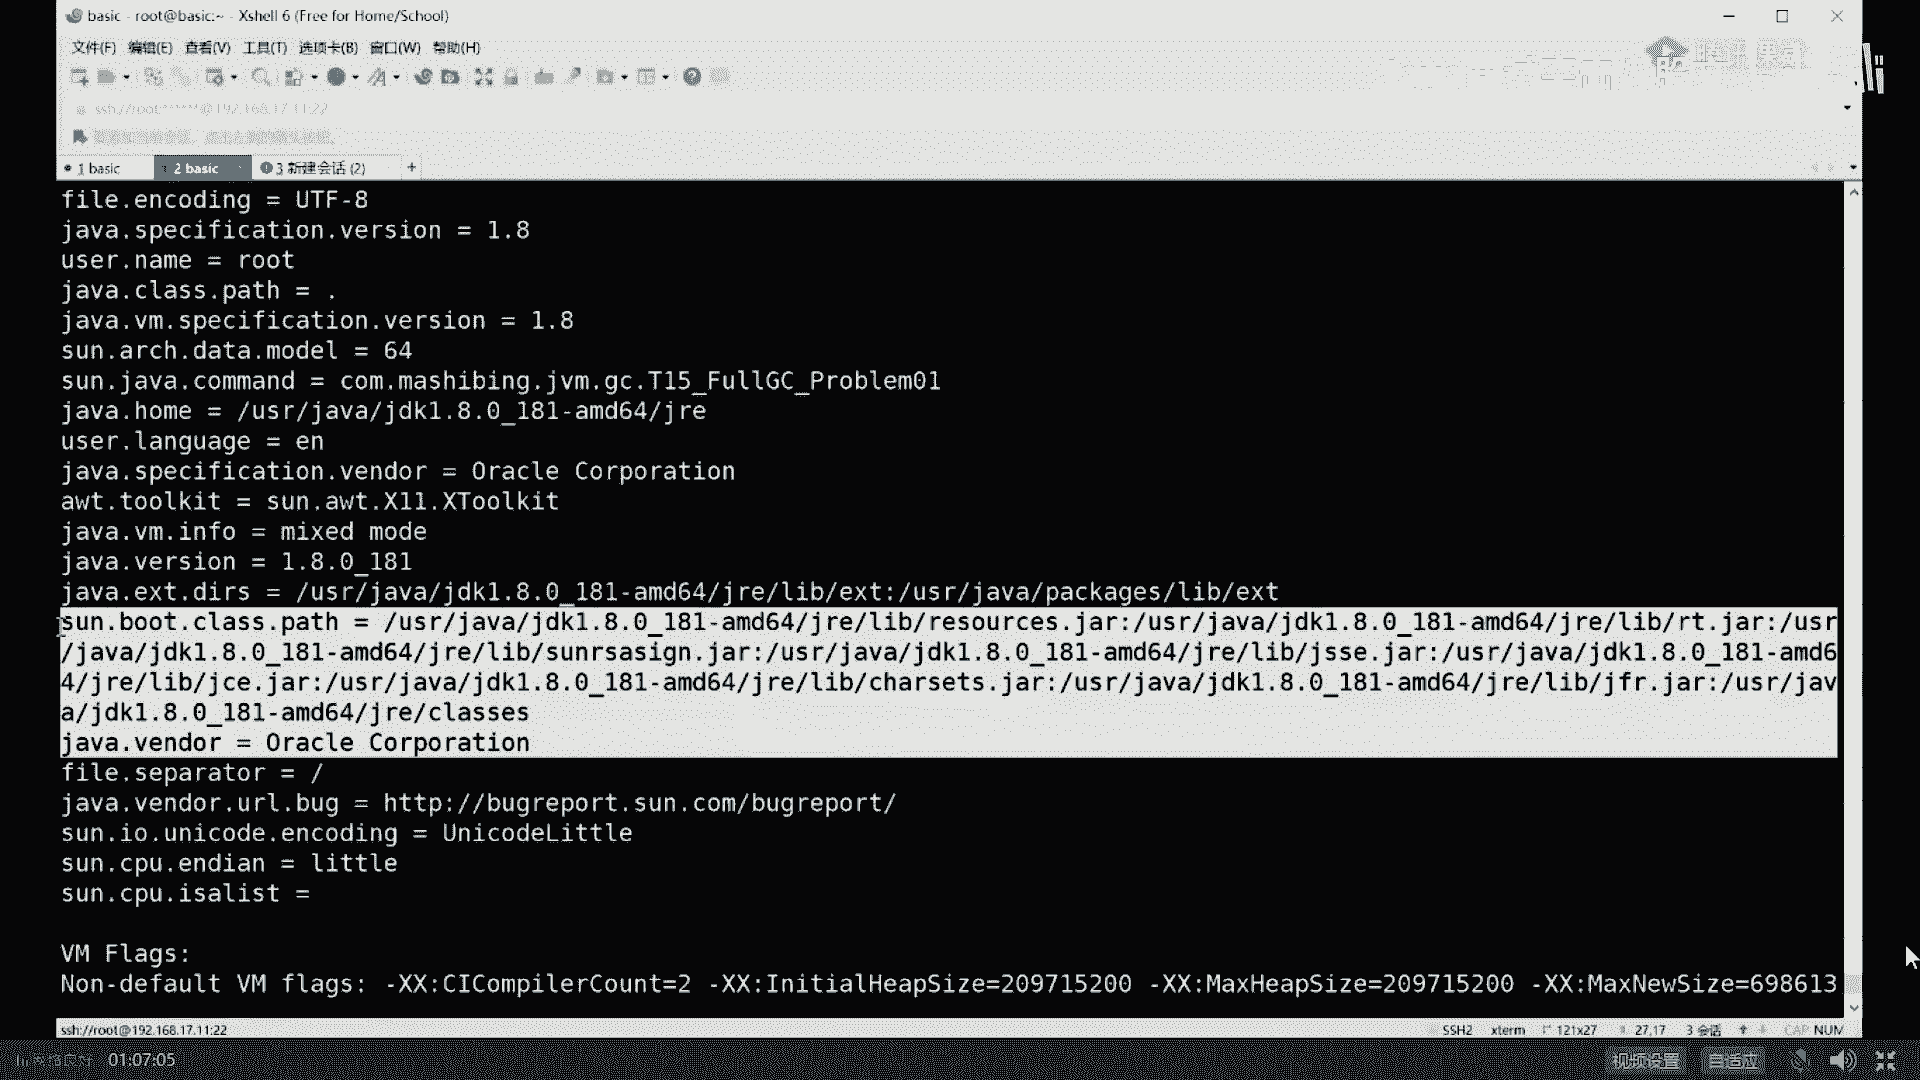 basic - root@basic:~ - Xshell 6 (Free for Home/School)
文件(F) 编辑(E) 查看(V) 工具(T) 选项卡(B) 窗口(W) 帮助(H)
ssh://root:*****@192.168.17.11:22
1 basic 2 basic 3 新建会话 (2) +
file.encoding = UTF-8
java.specification.version = 1.8
user.name = root
java.class.path = .
java.vm.specification.version = 1.8
sun.arch.data.model = 64
sun.java.command = com.mashibing.jvm.gc.T15_FullGC_Problem01
java.home = /usr/java/jdk1.8.0_181-amd64/jre
user.language = en
java.specification.vendor = Oracle Corporation
awt.toolkit = sun.awt.X11.XToolkit
java.vm.info = mixed mode
java.version = 1.8.0_181
java.ext.dirs = /usr/java/jdk1.8.0_181-amd64/jre/lib/ext:/usr/java/packages/lib/ext
sun.boot.class.path = /usr/java/jdk1.8.0_181-amd64/jre/lib/resources.jar:/usr/java/jdk1.8.0_181-amd64/jre/lib/rt.jar:/usr
/java/jdk1.8.0_181-amd64/jre/lib/sunrsasign.jar:/usr/java/jdk1.8.0_181-amd64/jre/lib/jsse.jar:/usr/java/jdk1.8.0_181-amd6
4/jre/lib/jce.jar:/usr/java/jdk1.8.0_181-amd64/jre/lib/charsets.jar:/usr/java/jdk1.8.0_181-amd64/jre/lib/jfr.jar:/usr/jav
a/jdk1.8.0_181-amd64/jre/classes
java.vendor = Oracle Corporation
file.separator = /
java.vendor.url.bug = http://bugreport.sun.com/bugreport/
sun.io.unicode.encoding = UnicodeLittle
sun.cpu.endian = little
sun.cpu.isalist =
VM Flags:
Non-default VM flags: -XX:CICompilerCount=2 -XX:InitialHeapSize=209715200 -XX:MaxHeapSize=209715200 -XX:MaxNewSize=698613
ssh://root@192.168.17.11:22 SSH2 xterm 121x27 27,17 3 会话 CAP NUM
01:07:05 视频设置 自适应